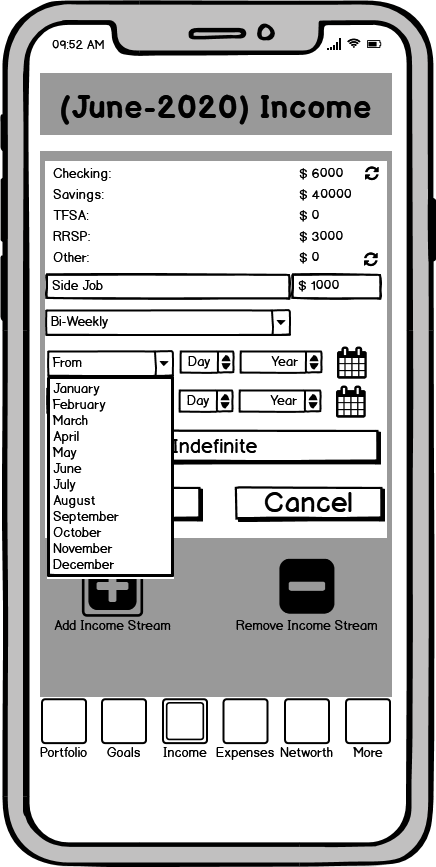 09:52 AM
(June-2020) Income
Checking: $ 6000
Savings: $ 40000
TFSA: $ 0
RRSP: $ 3000
Other: $ 0
Side Job $ 1000
Bi-Weekly
From Day Year
January
February
Day Year
March
April
May
Indefinite
June
July
August
Cancel
September
October
November
December
Add Income Stream Remove Income Stream
Portfolio Goals Income Expenses Networth More